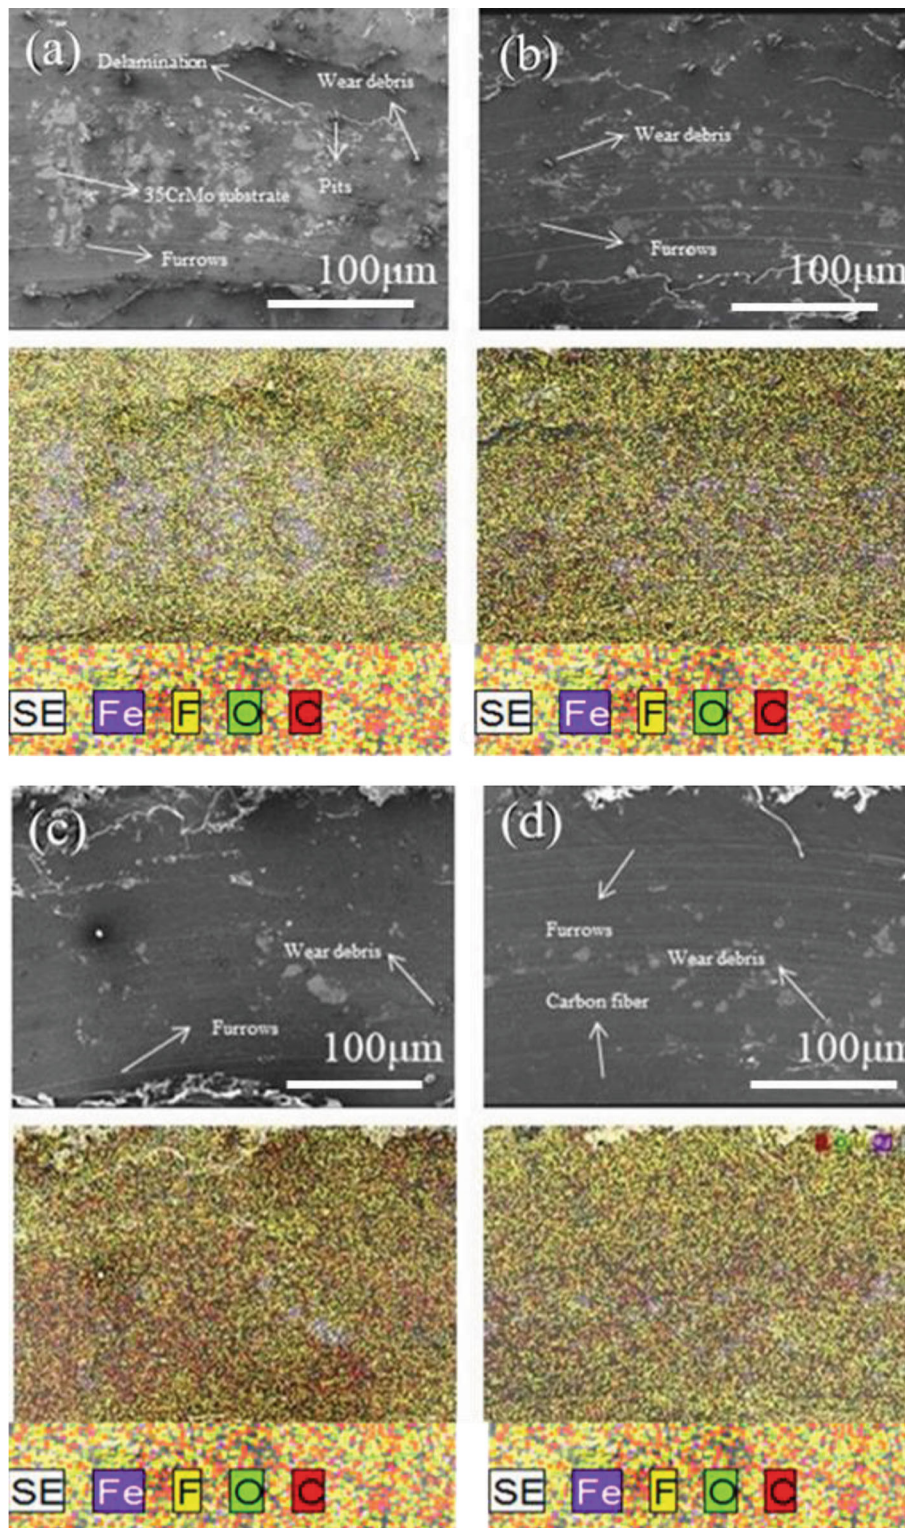 (a)
Delamination
Wear debris
35CrMo substrate
Pits
Furrows
100μm
(b)
Wear debris
Furrows
100μm
SE Fe F O C
SE Fe F O C
(c)
Wear debris
Furrows
100μm
(d)
Furrows
Wear debris
Carbon fiber
100μm
SE Fe F O C
SE Fe F O C